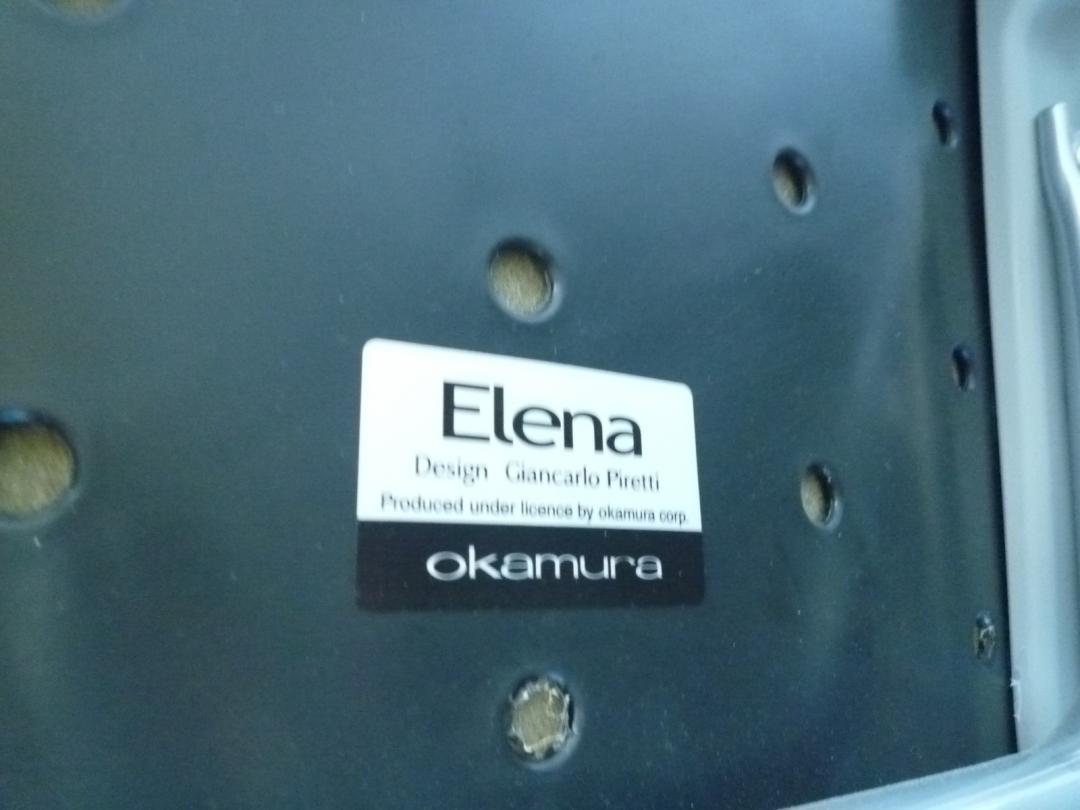 Elena
Design Giancarlo Piretti
Produced under licence by okamura corp.
okamura